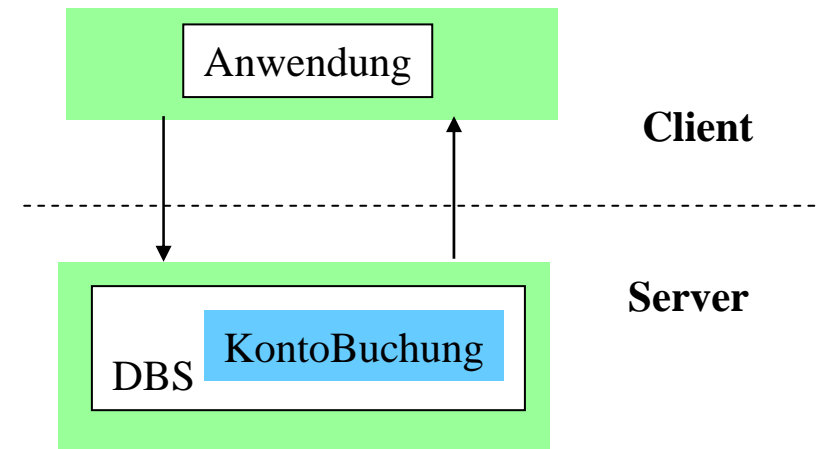 Anwendung
Client
Server
KontoBuchung
DBS